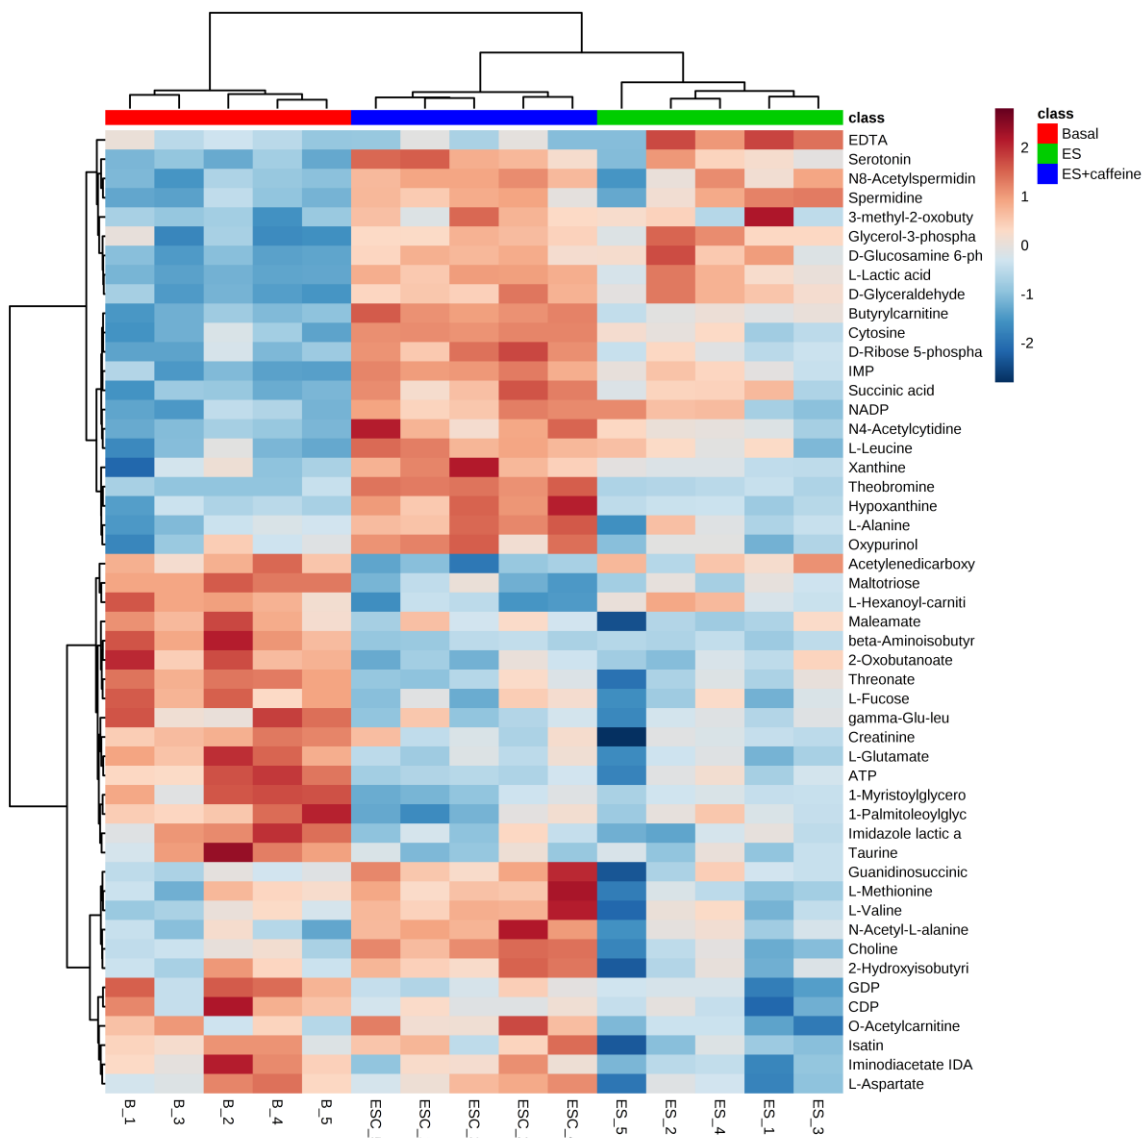 class
EDTA
Serotonin
N8-Acetylspermidin
Spermidine
3-methyl-2-oxobuty
Glycerol-3-phospha
D-Glucosamine 6-ph
L-Lactic acid
D-Glyceraldehyde
Butyrylcarnitine
Cytosine
D-Ribose 5-phospha
IMP
Succinic acid
NADP
N4-Acetylcytidine
L-Leucine
Xanthine
Theobromine
Hypoxanthine
L-Alanine
Oxypurinol
Acetylenedicarboxy
Maltotriose
L-Hexanoyl-carniti
Maleamate
beta-Aminoisobutyr
2-Oxobutanoate
Threonate
L-Fucose
gamma-Glu-leu
Creatinine
L-Glutamate
ATP
1-Myristoylglycero
1-Palmitoleoylglyc
Imidazole lactic a
Taurine
Guanidinosuccinic
L-Methionine
L-Valine
N-Acetyl-L-alanine
Choline
2-Hydroxyisobutyri
GDP
CDP
O-Acetylcarnitine
Isatin
Iminodiacetate IDA
L-Aspartate
B_1
B_3
B_2
B_4
B_5
ESC_
ESC_
ESC_
ESC_
ESC_
ES_5
ES_2
ES_4
ES_1
ES_3
2
1
0
-1
-2
class
Basal
ES
ES+caffeine